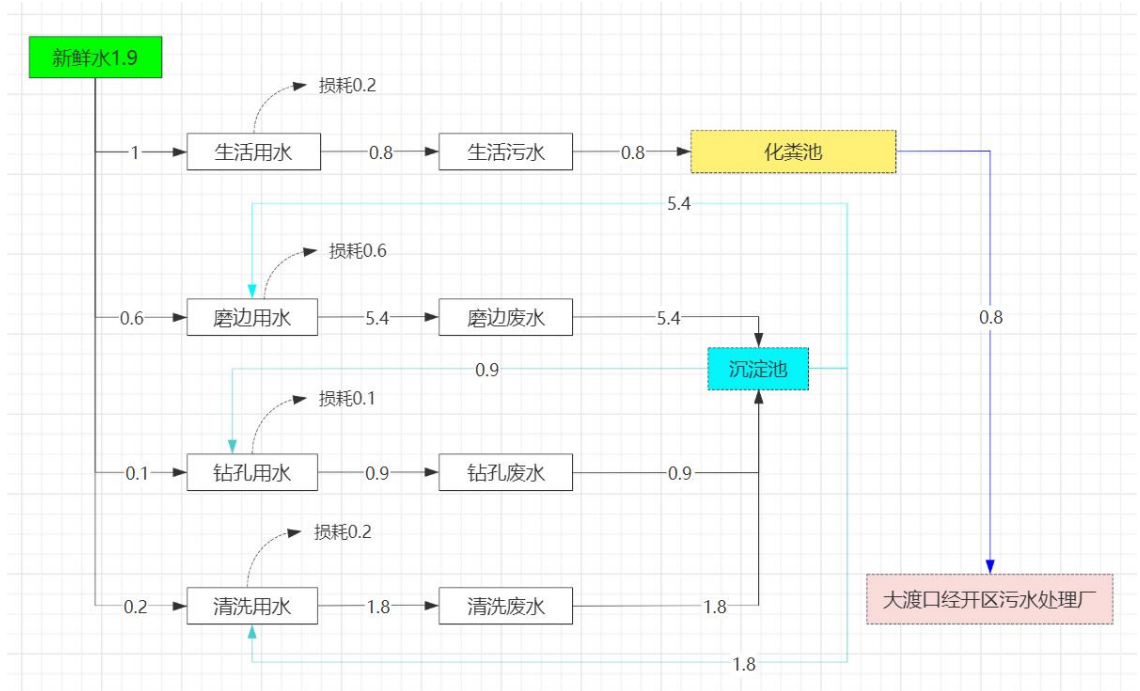 新鲜水1.9
损耗0.2
1
生活用水
0.8
生活污水
0.8
化粪池
5.4
损耗0.6
0.6
磨边用水
5.4
磨边废水
5.4
0.8
0.9
沉淀池
损耗0.1
0.1
钻孔用水
0.9
钻孔废水
0.9
损耗0.2
0.2
清洗用水
1.8
清洗废水
1.8
大渡口经开区污水处理厂
1.8